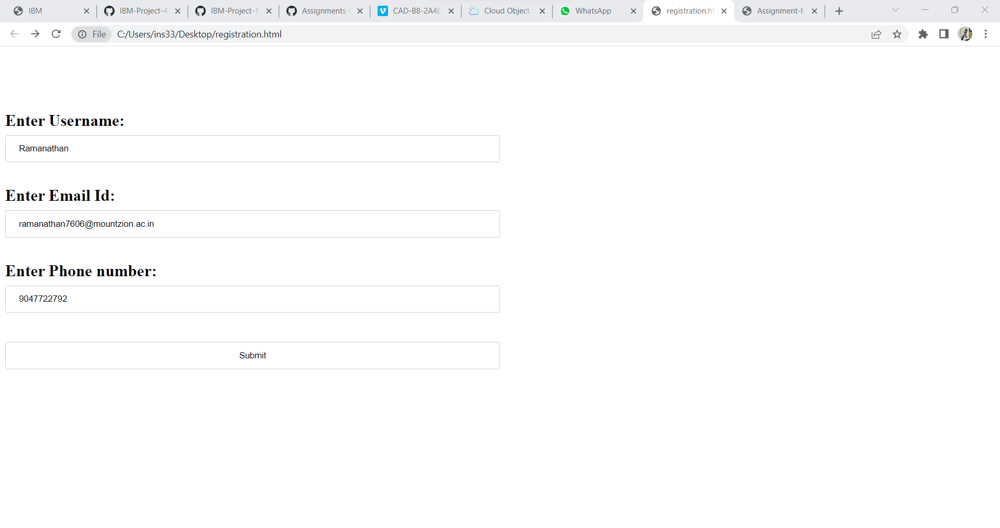 IBM
IBM-Project-4
IBM-Project-1
Assignments-
CAD-B8-2A4E
Cloud Object
WhatsApp
registration.ht
Assignment-I
File
C:/Users/ins33/Desktop/registration.html
Enter Username:
Ramanathan
Enter Email Id:
ramanathan7606@mountzion.ac.in
Enter Phone number:
9047722792
Submit